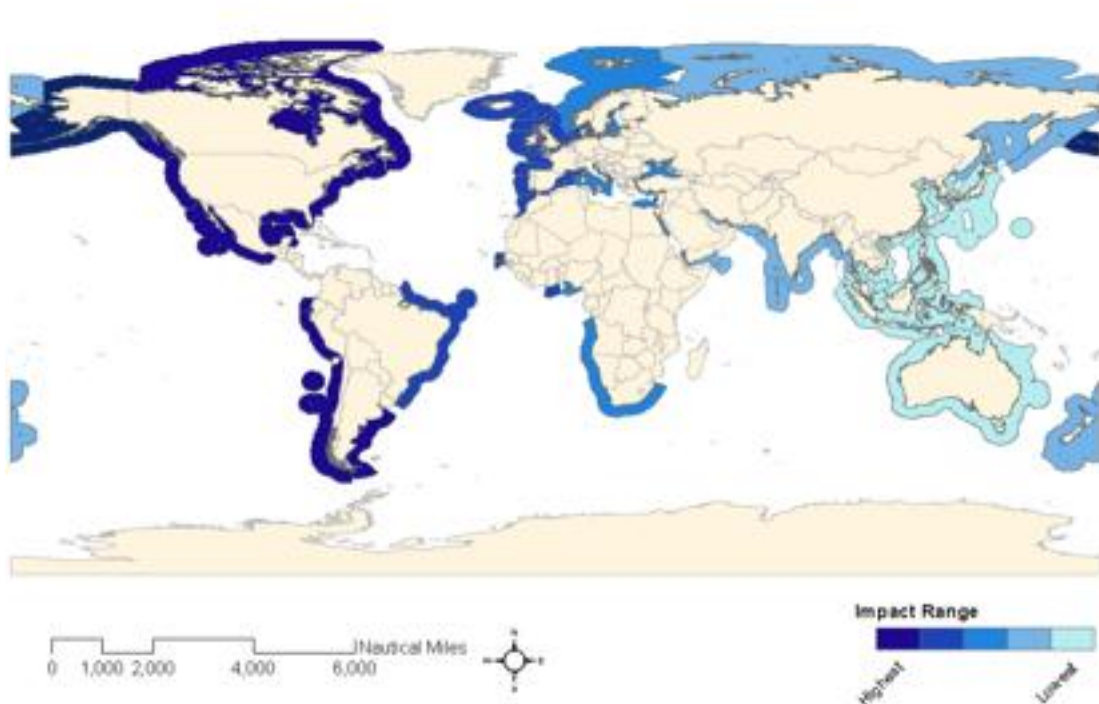 Impact Range
Nautical Miles
0 1,000 2,000 4,000 6,000
Highest
Lowest